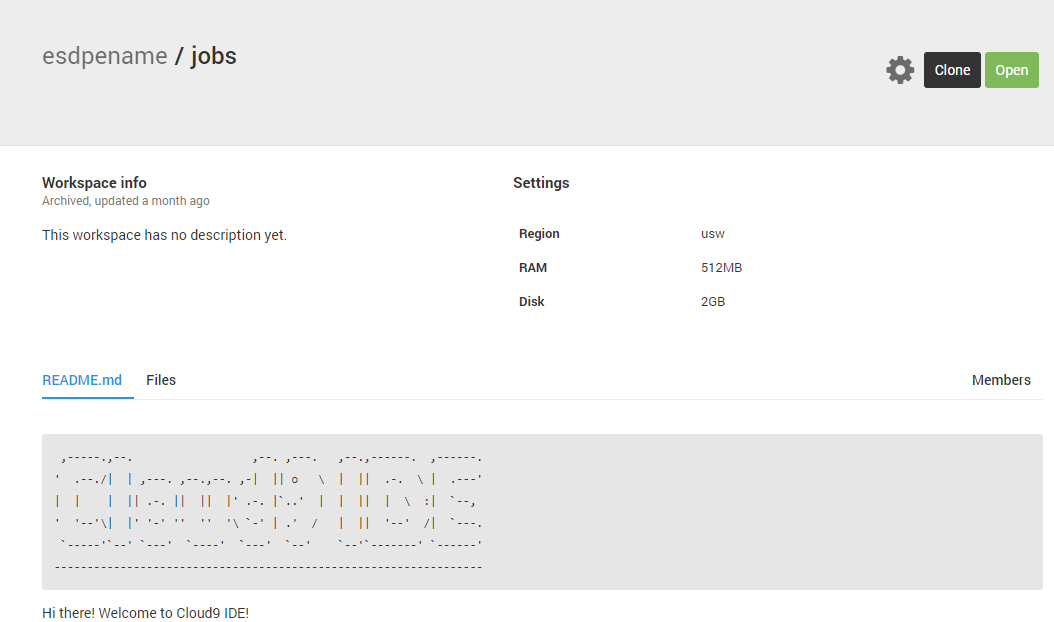 esdpename / jobs
Clone
Open
Workspace info
Archived, updated a month ago
This workspace has no description yet.
Settings
Region usw
RAM 512MB
Disk 2GB
README.md Files Members
 ,-----.,--.                  ,--. ,---.   ,--.,------.  ,------.
'  .--./|  | ,---. ,--.,--. ,-|  || o   \  |  ||  .-.  \ |  .---'
|  |    |  || .-. ||  ||  |' .-. |`..'  |  |  ||  |  \  :|  `--, 
'  '--'\|  |' '-' ''  ''  '\ `-' | .'  /   |  ||  '--'  /|  `---.
 `-----'`--' `---'  `----'  `---'  `--'    `--'`-------' `------'
-----------------------------------------------------------------
Hi there! Welcome to Cloud9 IDE!